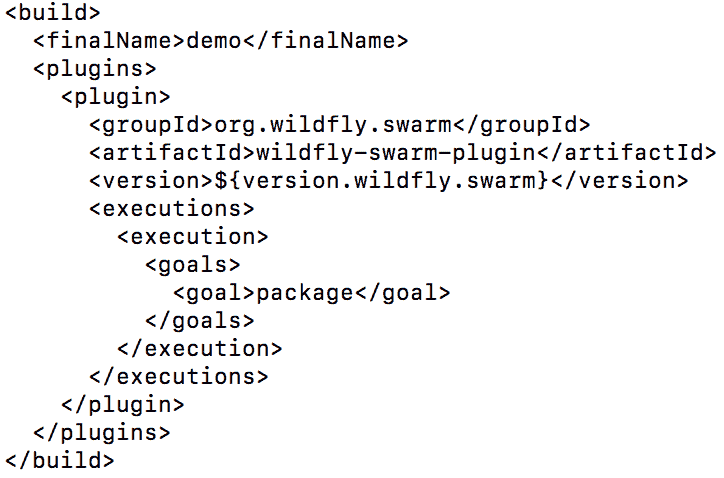 <build>
  <finalName>demo</finalName>
  <plugins>
    <plugin>
      <groupId>org.wildfly.swarm</groupId>
      <artifactId>wildfly-swarm-plugin</artifactId>
      <version>${version.wildfly.swarm}</version>
      <executions>
        <execution>
          <goals>
            <goal>package</goal>
          </goals>
        </execution>
      </executions>
    </plugin>
  </plugins>
</build>